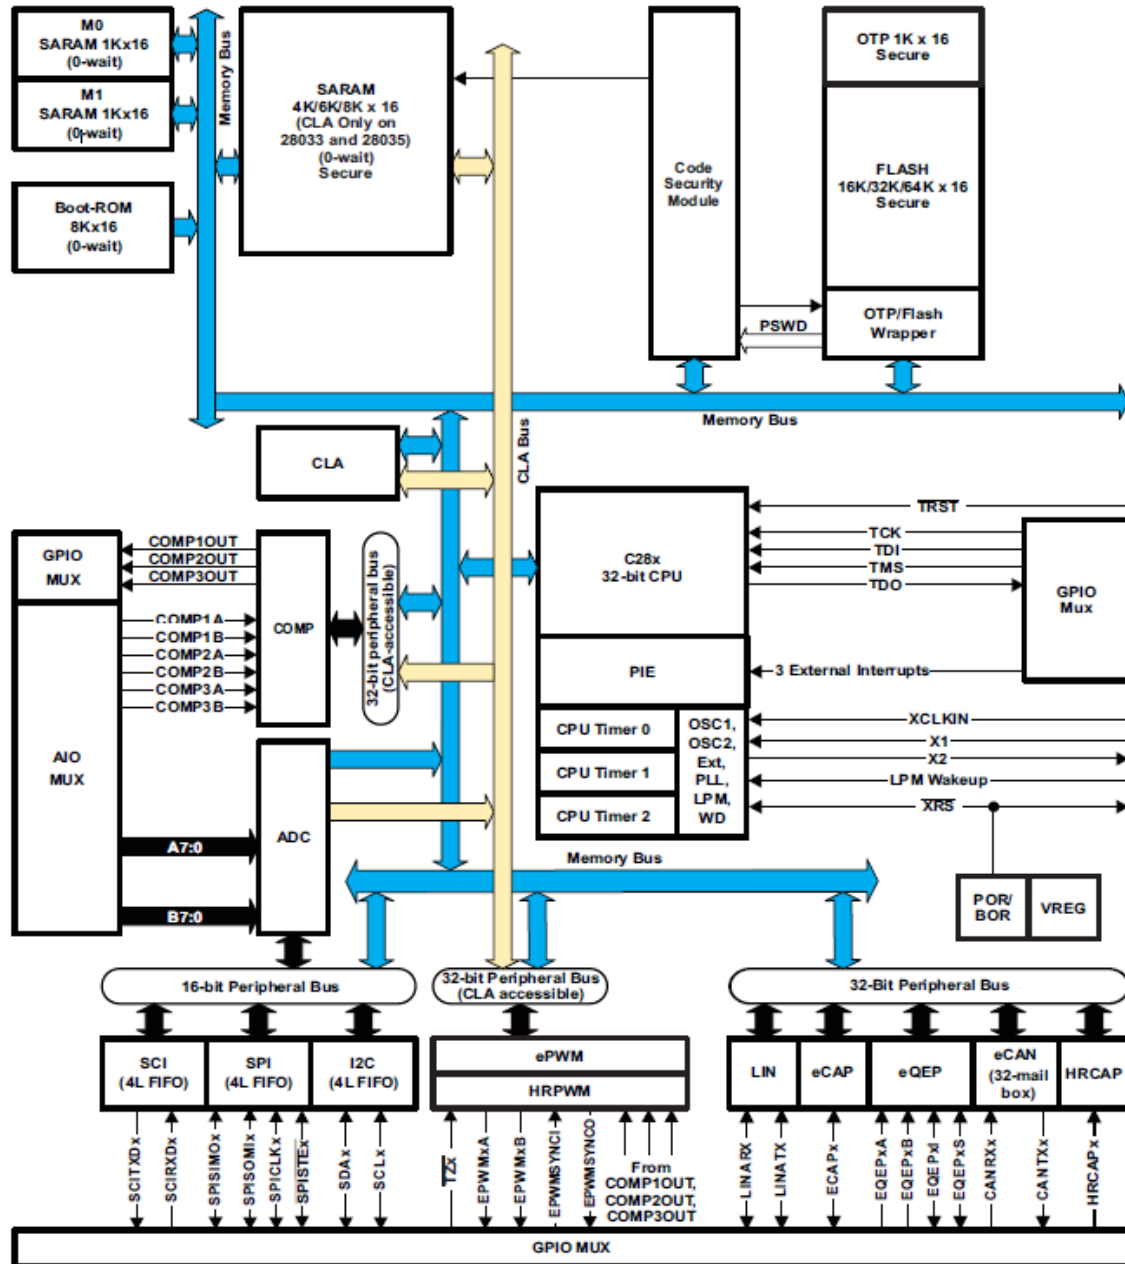 M0
SARAM 1Kx16
(0-wait)
M1
SARAM 1Kx16
(0-wait)
Boot-ROM
8Kx16
(0-wait)
Memory Bus
SARAM
4K/6K/8K x 16
(CLA Only on
28033 and 28035)
(0-wait)
Secure
Code
Security
Module
OTP 1K x 16
Secure
FLASH
16K/32K/64K x 16
Secure
OTP/Flash
Wrapper
PSWD
Memory Bus
CLA Bus
CLA
GPIO
MUX
COMP1OUT
COMP2OUT
COMP3OUT
COMP
COMP1A
COMP1B
COMP2A
COMP2B
COMP3A
COMP3B
AIO
MUX
A7:0
B7:0
ADC
32-bit peripheral bus
(CLA-accessible)
C28x
32-bit CPU
PIE
CPU Timer 0
CPU Timer 1
CPU Timer 2
OSC1,
OSC2,
Ext,
PLL,
LPM,
WD
TRST
TCK
TDI
TMS
TDO
GPIO
Mux
3 External Interrupts
XCLKIN
X1
X2
LPM Wakeup
XRS
POR/
BOR
VREG
Memory Bus
16-bit Peripheral Bus
32-bit Peripheral Bus
(CLA accessible)
32-Bit Peripheral Bus
SCI
(4L FIFO)
SPI
(4L FIFO)
I2C
(4L FIFO)
ePWM
HRPWM
LIN
eCAP
eQEP
eCAN
(32-mail
box)
HRCAP
SCITXDx
SCIRXDx
SPISIMOx
SPISOMIx
SPICLKx
SPISTEx
SDAx
SCLx
TZx
EPWMxA
EPWMxB
EPWMSYNCI
EPWMSYNCO
From
COMP1OUT,
COMP2OUT,
COMP3OUT
LINARX
LINATX
ECAPx
EQEPxA
EQEPxB
EQEPxI
EQEPxS
CANRXx
CANTXx
HRCAPx
GPIO MUX